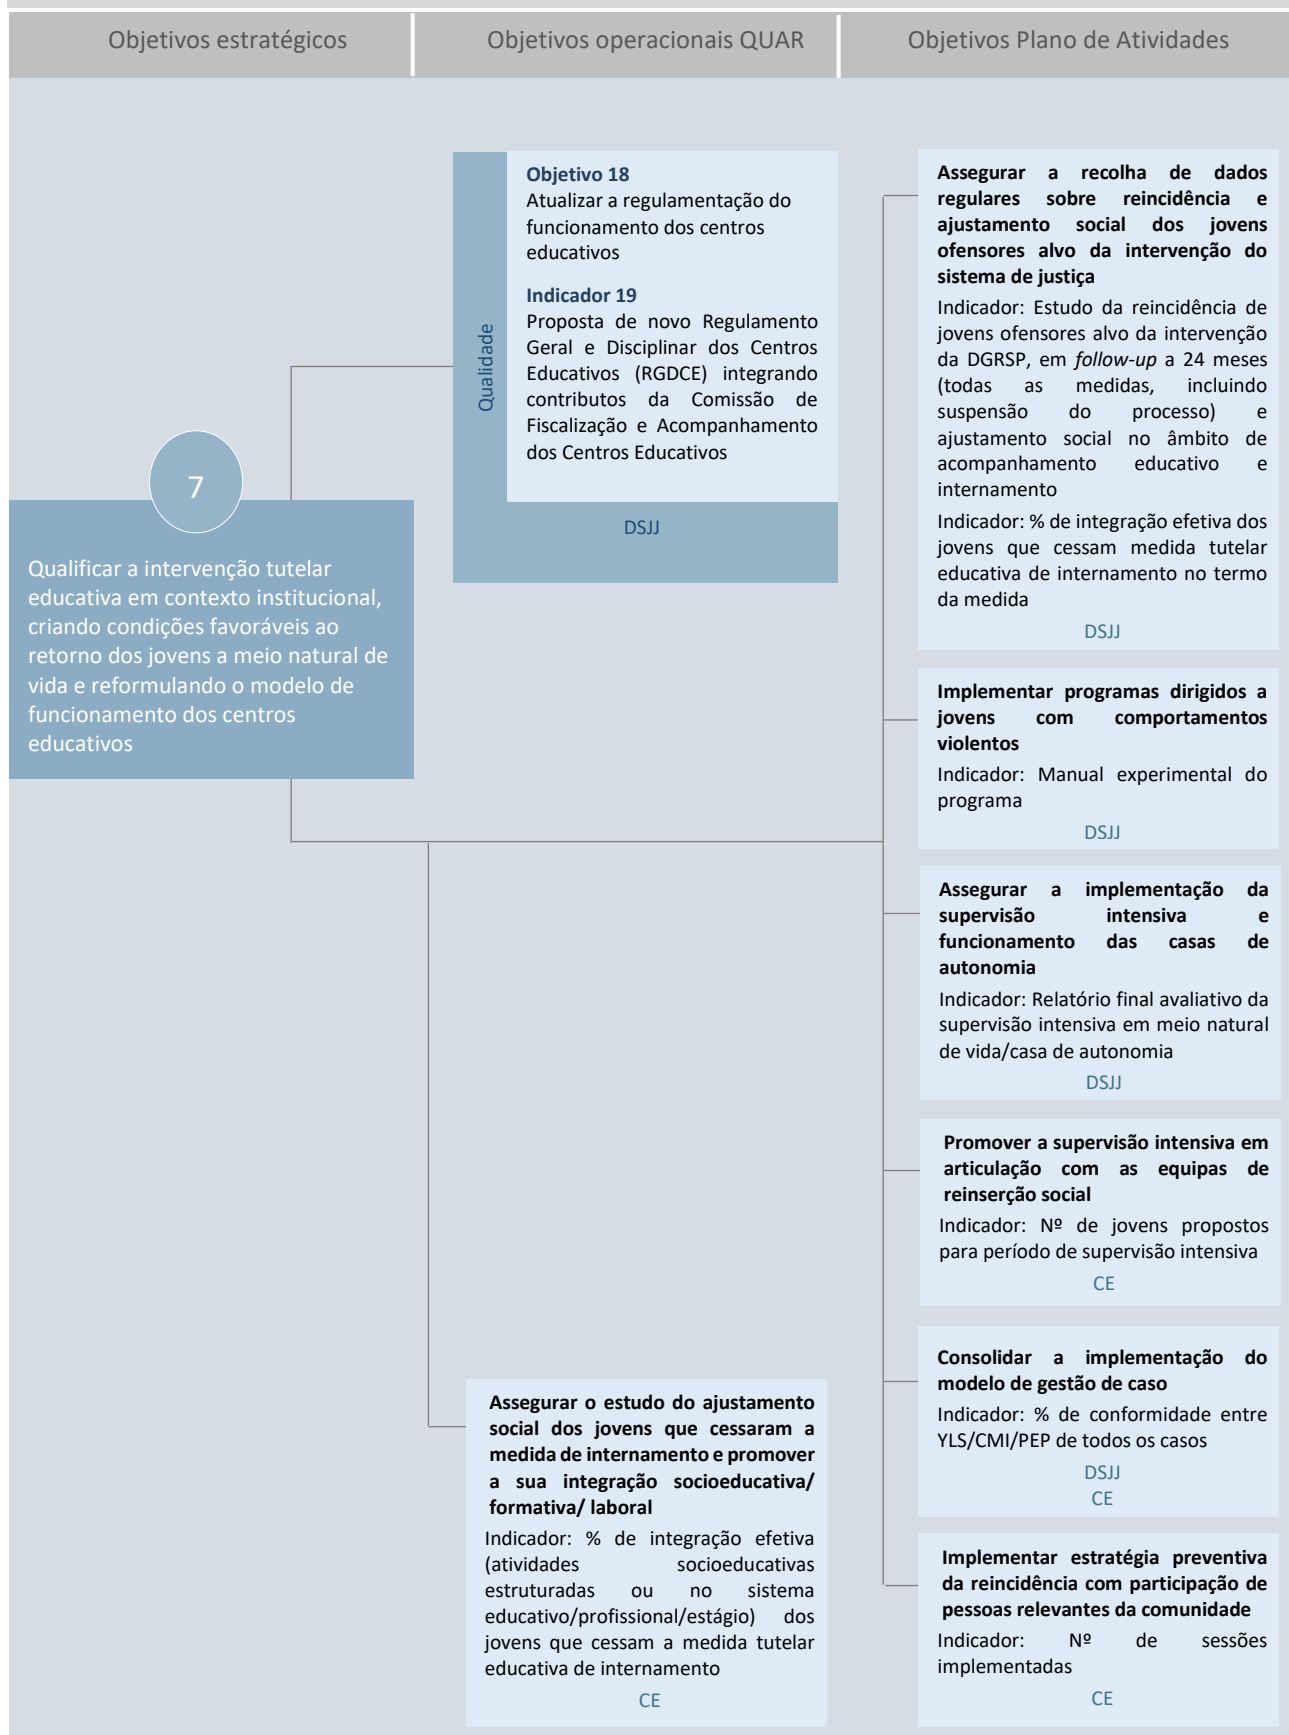 Objetivos estratégicos
Objetivos operacionais QUAR
Objetivos Plano de Atividades
7
Qualificar a intervenção tutelar
educativa em contexto institucional,
criando condições favoráveis ao
retorno dos jovens a meio natural de
vida e reformulando o modelo de
funcionamento dos centros
educativos
Qualidade
Objetivo 18
Atualizar a regulamentação do
funcionamento dos centros
educativos
Indicador 19
Proposta de novo Regulamento
Geral e Disciplinar dos Centros
Educativos (RGDCE) integrando
contributos da Comissão de
Fiscalização e Acompanhamento
dos Centros Educativos
DSJJ
Assegurar o estudo do ajustamento
social dos jovens que cessaram a
medida de internamento e promover
a sua integração socioeducativa/
formativa/ laboral
Indicador: % de integração efetiva
(atividades socioeducativas
estruturadas ou no sistema
educativo/profissional/estágio) dos
jovens que cessam a medida tutelar
educativa de internamento
CE
Assegurar a recolha de dados
regulares sobre reincidência e
ajustamento social dos jovens
ofensores alvo da intervenção do
sistema de justiça
Indicador: Estudo da reincidência de
jovens ofensores alvo da intervenção
da DGRSP, em follow-up a 24 meses
(todas as medidas, incluindo
suspensão do processo) e
ajustamento social no âmbito de
acompanhamento educativo e
internamento
Indicador: % de integração efetiva dos
jovens que cessam medida tutelar
educativa de internamento no termo
da medida
DSJJ
Implementar programas dirigidos a
jovens com comportamentos
violentos
Indicador: Manual experimental do
programa
DSJJ
Assegurar a implementação da
supervisão intensiva e
funcionamento das casas de
autonomia
Indicador: Relatório final avaliativo da
supervisão intensiva em meio natural
de vida/casa de autonomia
DSJJ
Promover a supervisão intensiva em
articulação com as equipas de
reinserção social
Indicador: Nº de jovens propostos
para período de supervisão intensiva
CE
Consolidar a implementação do
modelo de gestão de caso
Indicador: % de conformidade entre
YLS/CMI/PEP de todos os casos
DSJJ
CE
Implementar estratégia preventiva
da reincidência com participação de
pessoas relevantes da comunidade
Indicador: Nº de sessões
implementadas
CE